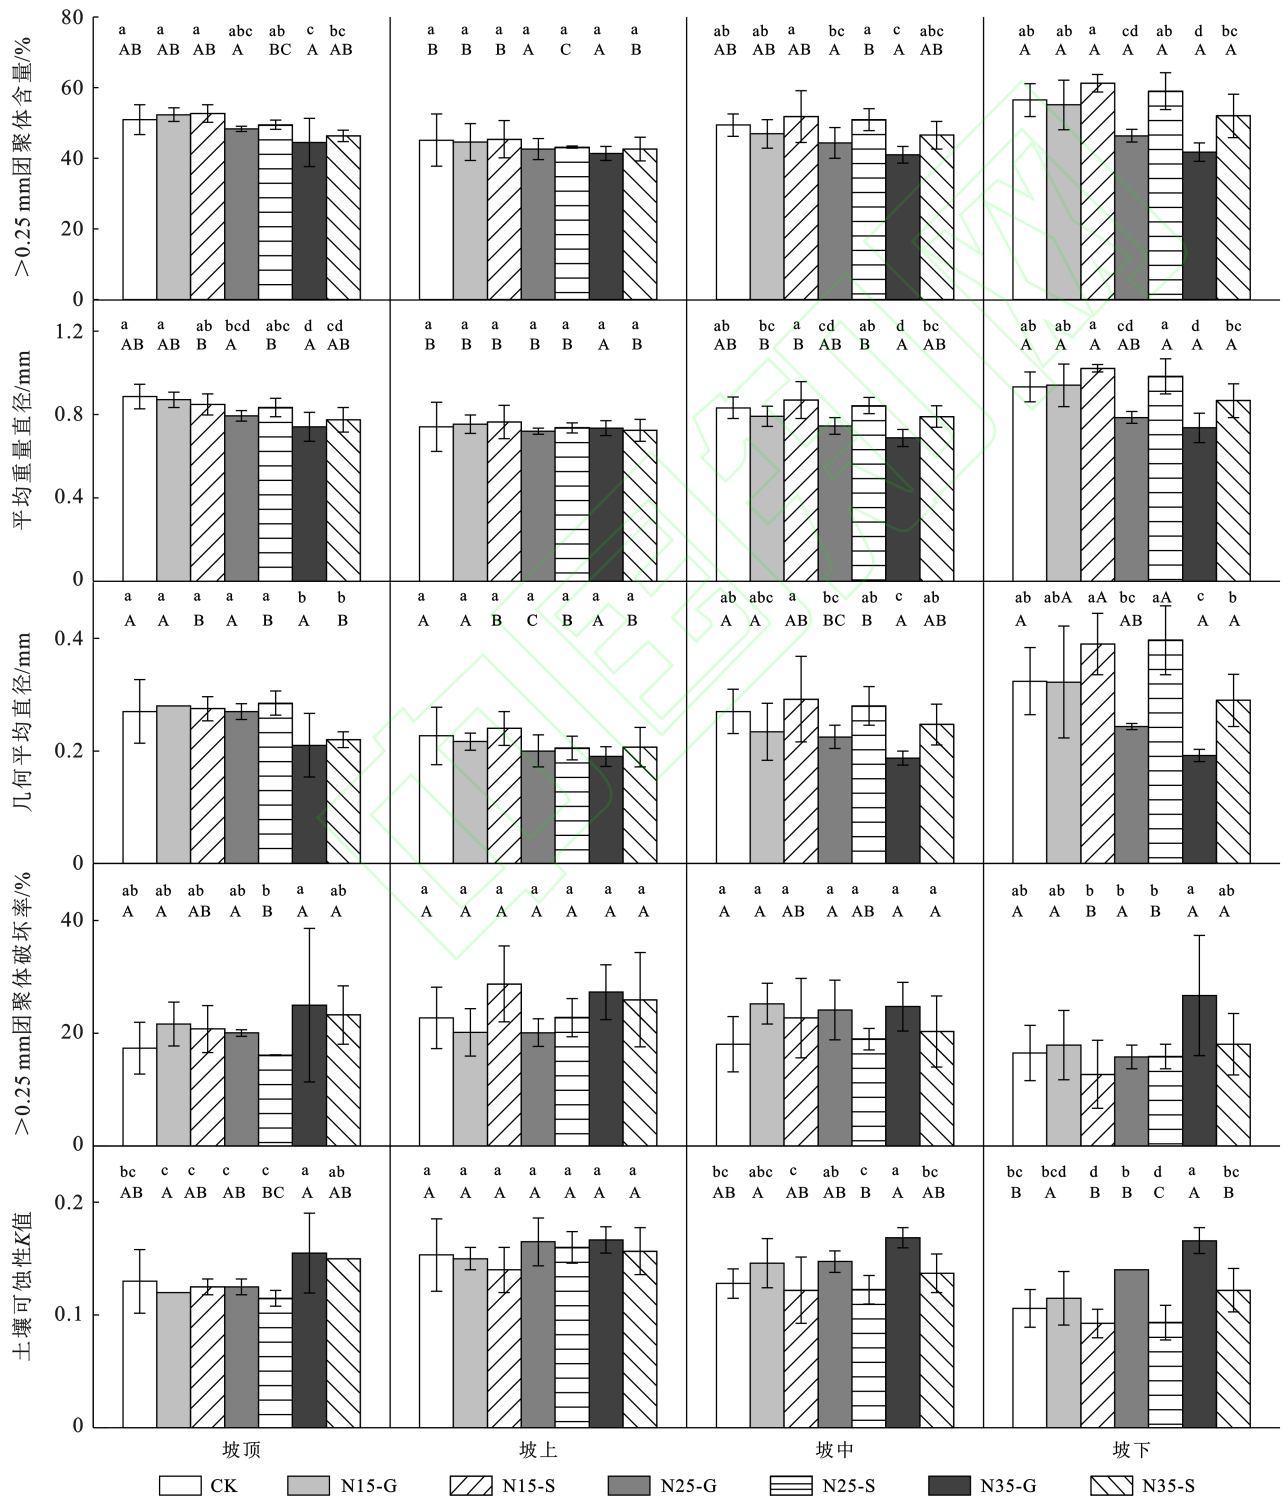 80
60
40
20
0
>0.25 mm团聚体含量/%
a a a abc ab c bc
AB AB AB A BC A AB
a a a a a a a
B B B A C A B
ab ab a bc a c abc
AB AB AB A B A AB
ab ab a cd ab d bc
A A A A A A A
1.2
0.8
0.4
0
平均重量直径/mm
a a ab bcd abc d cd
AB AB B A B A AB
a a a a a a a
B B B B B A B
ab bc a cd ab d bc
AB B B AB B A AB
ab ab a cd a d bc
A A A AB A A A
0.4
0.2
0
几何平均直径/mm
a a a a a b b
A A B A B A B
a a a a a a a
A A B C B A B
ab abc a bc ab c ab
A A AB BC B A AB
ab abA aA bc aA c b
A AB A A
40
20
0
>0.25 mm团聚体破坏率/%
ab ab ab ab b a ab
A A AB A B A A
a a a a a a a
A A A A A A A
a a a a a a a
A A AB A AB A A
ab ab b b b a ab
A A B A B A A
0.2
0.1
0
土壤可蚀性K值
bc c c c c a ab
AB A AB AB BC A AB
a a a a a a a
A A A A A A A
bc abc c ab c a bc
AB A AB AB B A AB
bc bcd d b d a bc
B A B B C A B
坡顶 坡上 坡中 坡下
CK N15-G N15-S N25-G N25-S N35-G N35-S